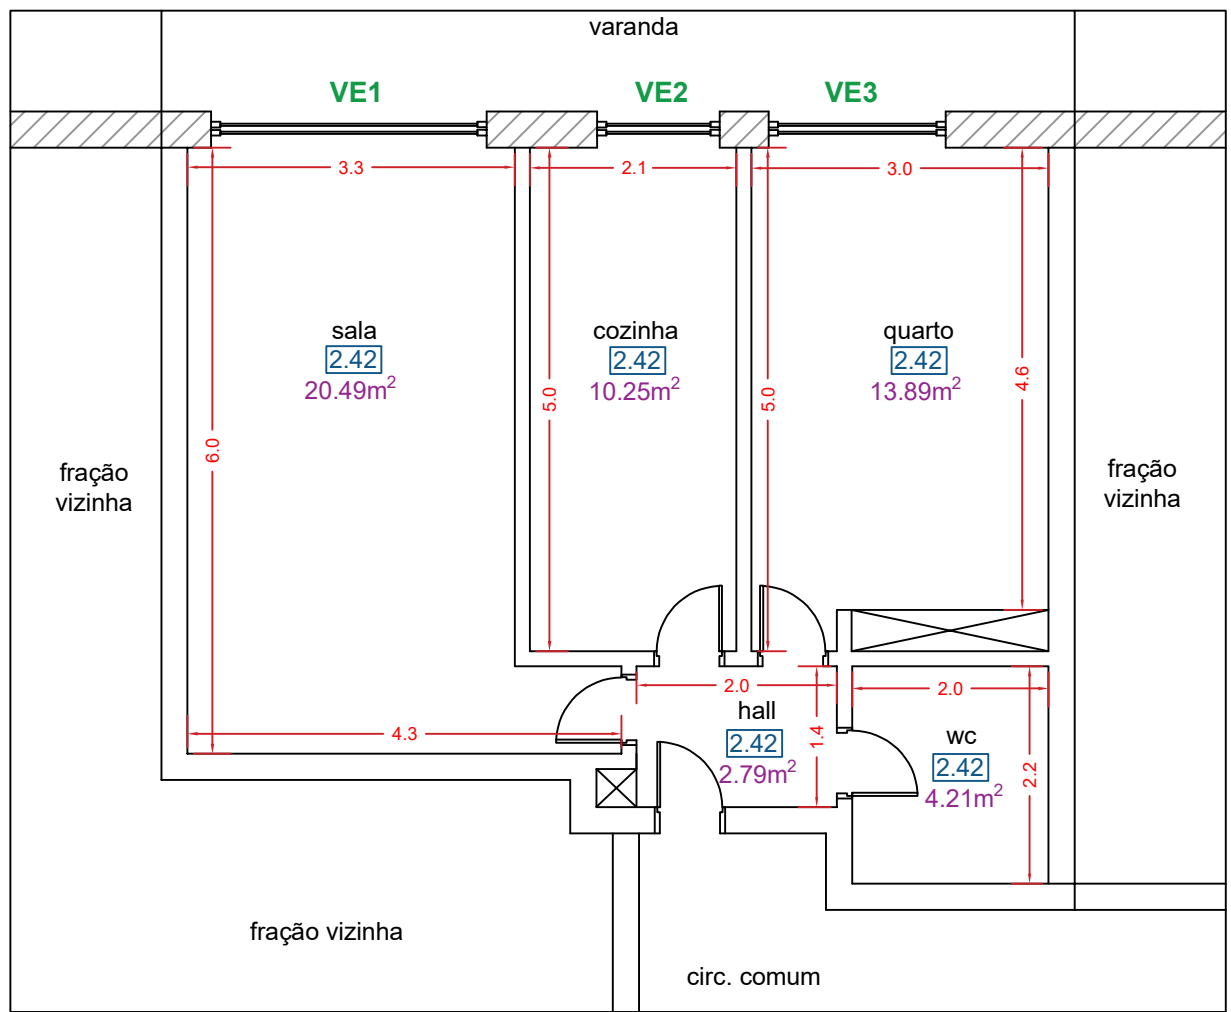 varanda
VE1
VE2
VE3
3.3
2.1
3.0
sala
2.42
20.49m²
cozinha
2.42
10.25m²
quarto
2.42
13.89m²
6.0
5.0
5.0
4.6
fração
vizinha
fração
vizinha
4.3
2.0
hall
2.42
2.79m²
1.4
2.0
wc
2.42
4.21m²
2.2
fração vizinha
circ. comum